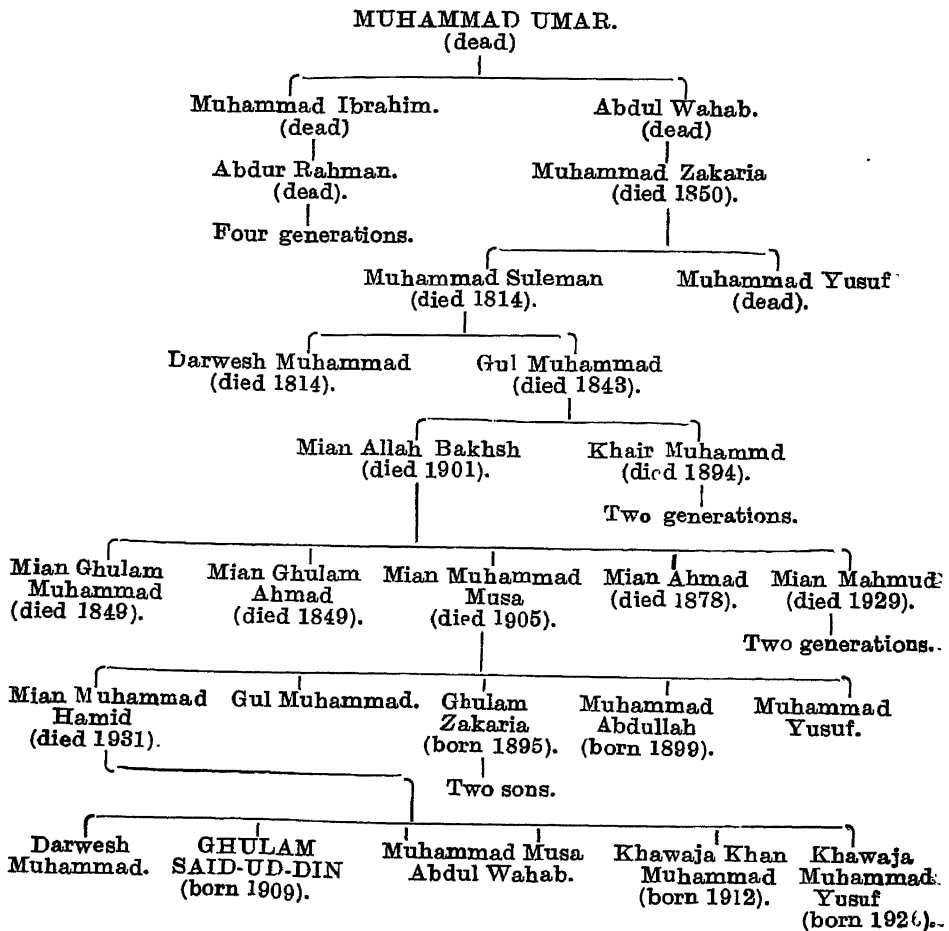 MUHAMMAD UMAR.
(dead)
Muhammad Ibrahim.
(dead)
Abdul Wahab.
(dead)
Abdur Rahman.
(dead).
Muhammad Zakaria
(died 1850).
Four generations.
Muhammad Suleman
(died 1814).
Muhammad Yusuf
(dead).
Darwesh Muhammad
(died 1814).
Gul Muhammad
(died 1843).
Mian Allah Bakhsh
(died 1901).
Khair Muhammd
(died 1894).
Two generations.
Mian Ghulam
Muhammad
(died 1849).
Mian Ghulam
Ahmad
(died 1849).
Mian Muhammad
Musa
(died 1905).
Mian Ahmad
(died 1878).
Mian Mahmud
(died 1929).
Two generations.
Mian Muhammad
Hamid
(died 1931).
Gul Muhammad.
Ghulam
Zakaria
(born 1895).
Muhammad
Abdullah
(born 1899).
Muhammad
Yusuf.
Two sons.
Darwesh
Muhammad.
GHULAM
SAID-UD-DIN
(born 1909).
Muhammad Musa
Abdul Wahab.
Khawaja Khan
Muhammad
(born 1912).
Khawaja
Muhammad
Yusuf
(born